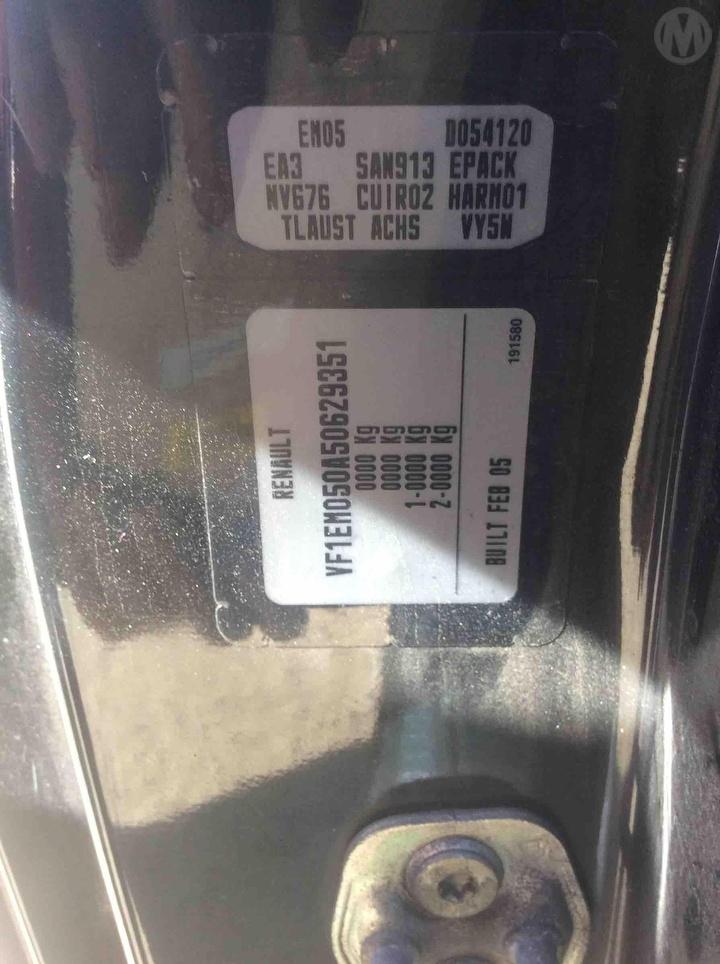 EM05 D054120
EA3 SAN913 EPACK
NV676 CUIR02 HARM01
TLAUST ACHS VY5N
RENAULT
VF1EM050A50629351
0000 Kg
0000 Kg
1-0000 Kg
2-0000 Kg
BUILT FEB 05
191580
M